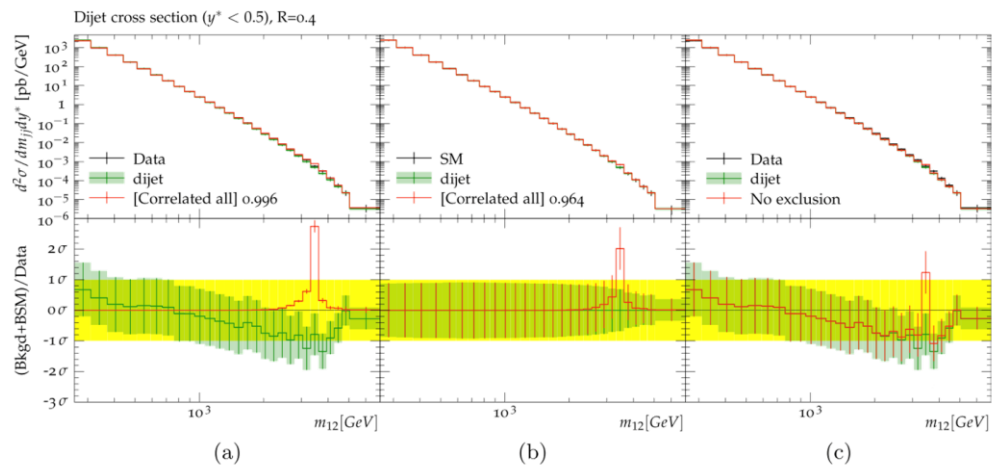 Dijet cross section (y* < 0.5), R=0.4
d²σ/dm_jj dy* [pb/GeV]
10³
10²
10¹
1
10⁻¹
10⁻²
10⁻³
10⁻⁴
10⁻⁵
10⁻⁶
Data
dijet
[Correlated all] 0.996
SM
dijet
[Correlated all] 0.964
Data
dijet
No exclusion
(Bkgd+BSM)/Data
2σ
1σ
0σ
-1σ
-2σ
-3σ
10³
m₁₂[GeV]
10³
m₁₂[GeV]
10³
m₁₂[GeV]
(a) (b) (c)